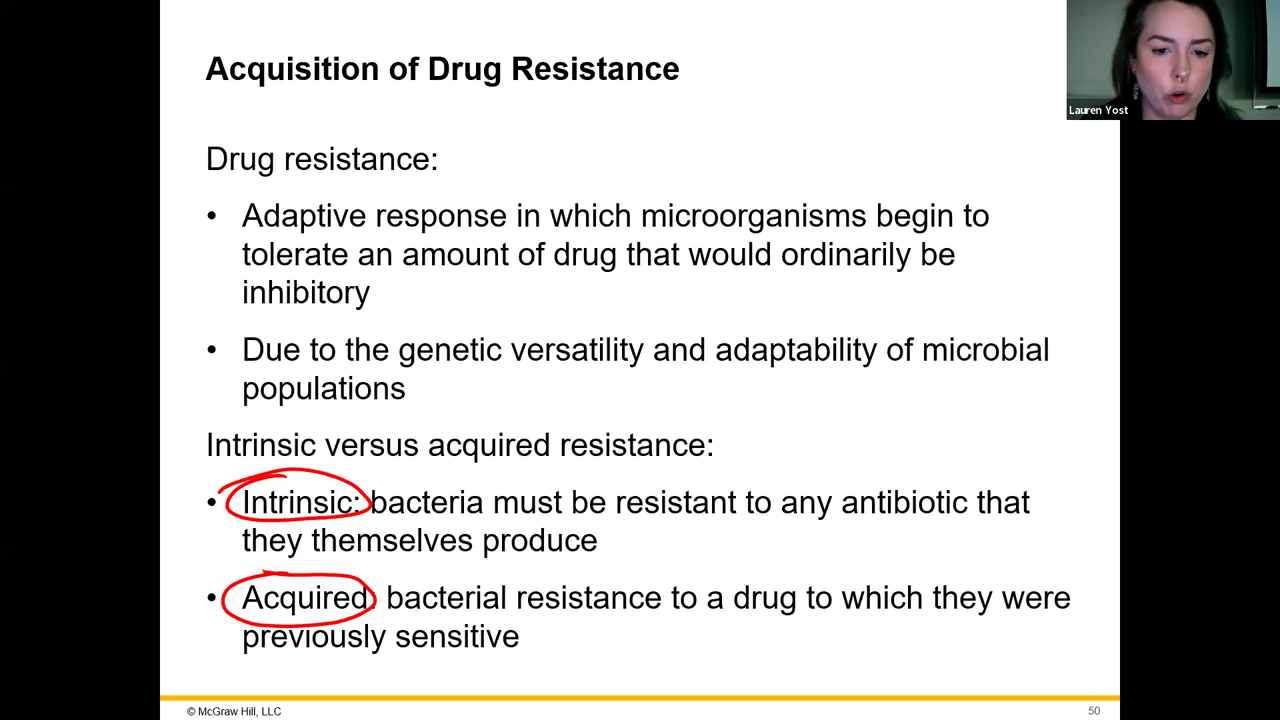 Acquisition of Drug Resistance
Lauren Yost
Drug resistance:
• Adaptive response in which microorganisms begin to
tolerate an amount of drug that would ordinarily be
inhibitory
• Due to the genetic versatility and adaptability of microbial
populations
Intrinsic versus acquired resistance:
• Intrinsic: bacteria must be resistant to any antibiotic that
they themselves produce
• Acquired: bacterial resistance to a drug to which they were
previously sensitive
© McGraw Hill, LLC
50